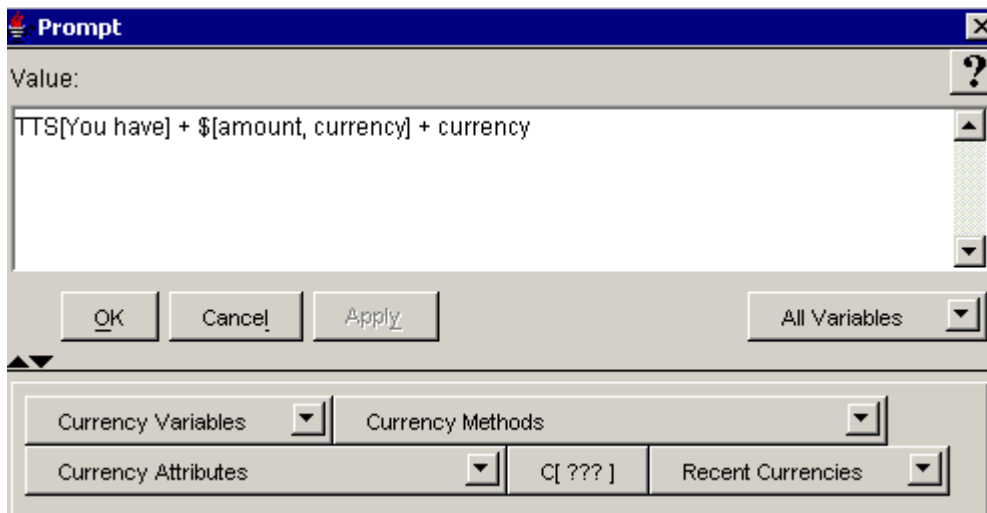 Prompt
Value:
?
TTS[You have] + $[amount, currency] + currency
OK Cancel Apply All Variables
Currency Variables Currency Methods
Currency Attributes C[ ??? ] Recent Currencies